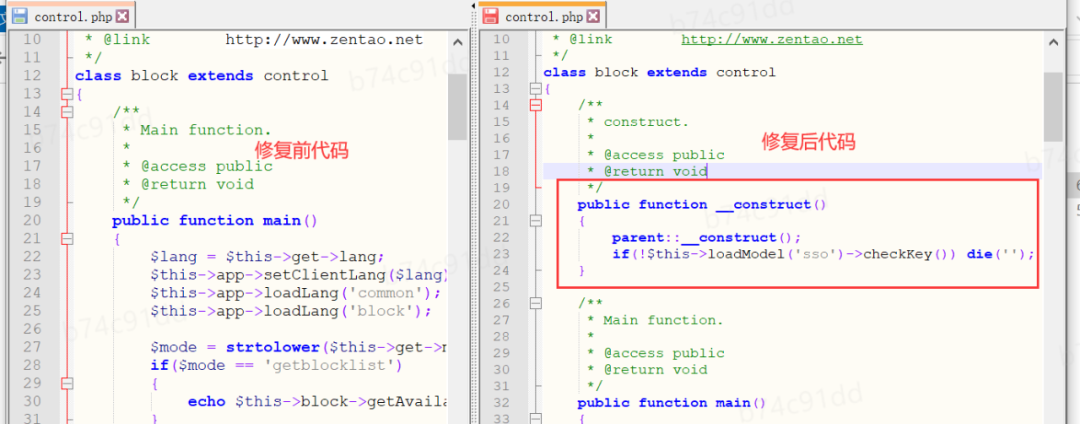 control.php
10 * @link http://www.zentao.net
11 */
12 class block extends control
13 {
14 /**
15 * Main function.
16 *
17 * @access public
18 * @return void
19 */
20 public function main()
21 {
22 $lang = $this->get->lang;
23 $this->app->setClientLang($lang)
24 $this->app->loadLang('common');
25 $this->app->loadLang('block');
26
27 $mode = strtolower($this->get->
28 if($mode == 'getblocklist')
29 {
30 echo $this->block->getAvaila
31 }
修复前代码
control.php
10 * @link http://www.zentao.net
11 */
12 class block extends control
13 {
14 /**
15 * construct.
16 *
17 * @access public
18 * @return void
19 */
20 public function __construct()
21 {
22 parent::__construct();
23 if(!$this->loadModel('sso')->checkKey()) die('');
24 }
25
26 /**
27 * Main function.
28 *
29 * @access public
30 * @return void
31 */
32 public function main()
33 {
修复后代码
b74c91dd
b74c91dd
b74c91dd
b74c91dd
b74c91dd
b74c91dd